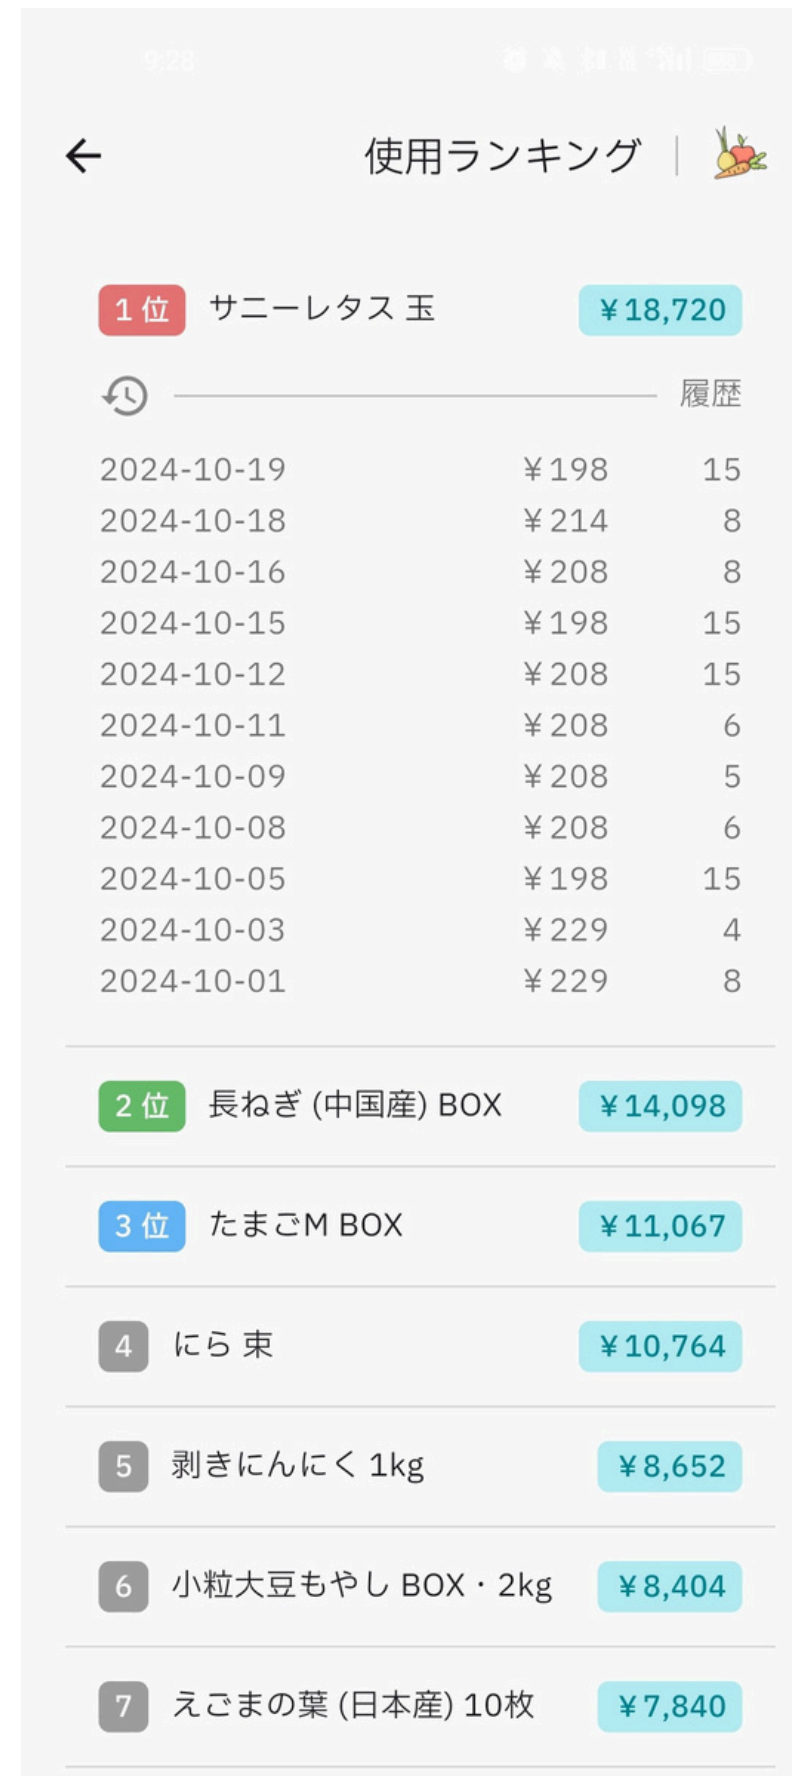 9:28
使用ランキング
1 位 サニーレタス 玉 ¥18,720
履歴
2024-10-19 ¥198 15
2024-10-18 ¥214 8
2024-10-16 ¥208 8
2024-10-15 ¥198 15
2024-10-12 ¥208 15
2024-10-11 ¥208 6
2024-10-09 ¥208 5
2024-10-08 ¥208 6
2024-10-05 ¥198 15
2024-10-03 ¥229 4
2024-10-01 ¥229 8
2 位 長ねぎ (中国産) BOX ¥14,098
3 位 たまごM BOX ¥11,067
4 にら 束 ¥10,764
5 剥きにんにく 1kg ¥8,652
6 小粒大豆もやし BOX・2kg ¥8,404
7 えごまの葉 (日本産) 10枚 ¥7,840